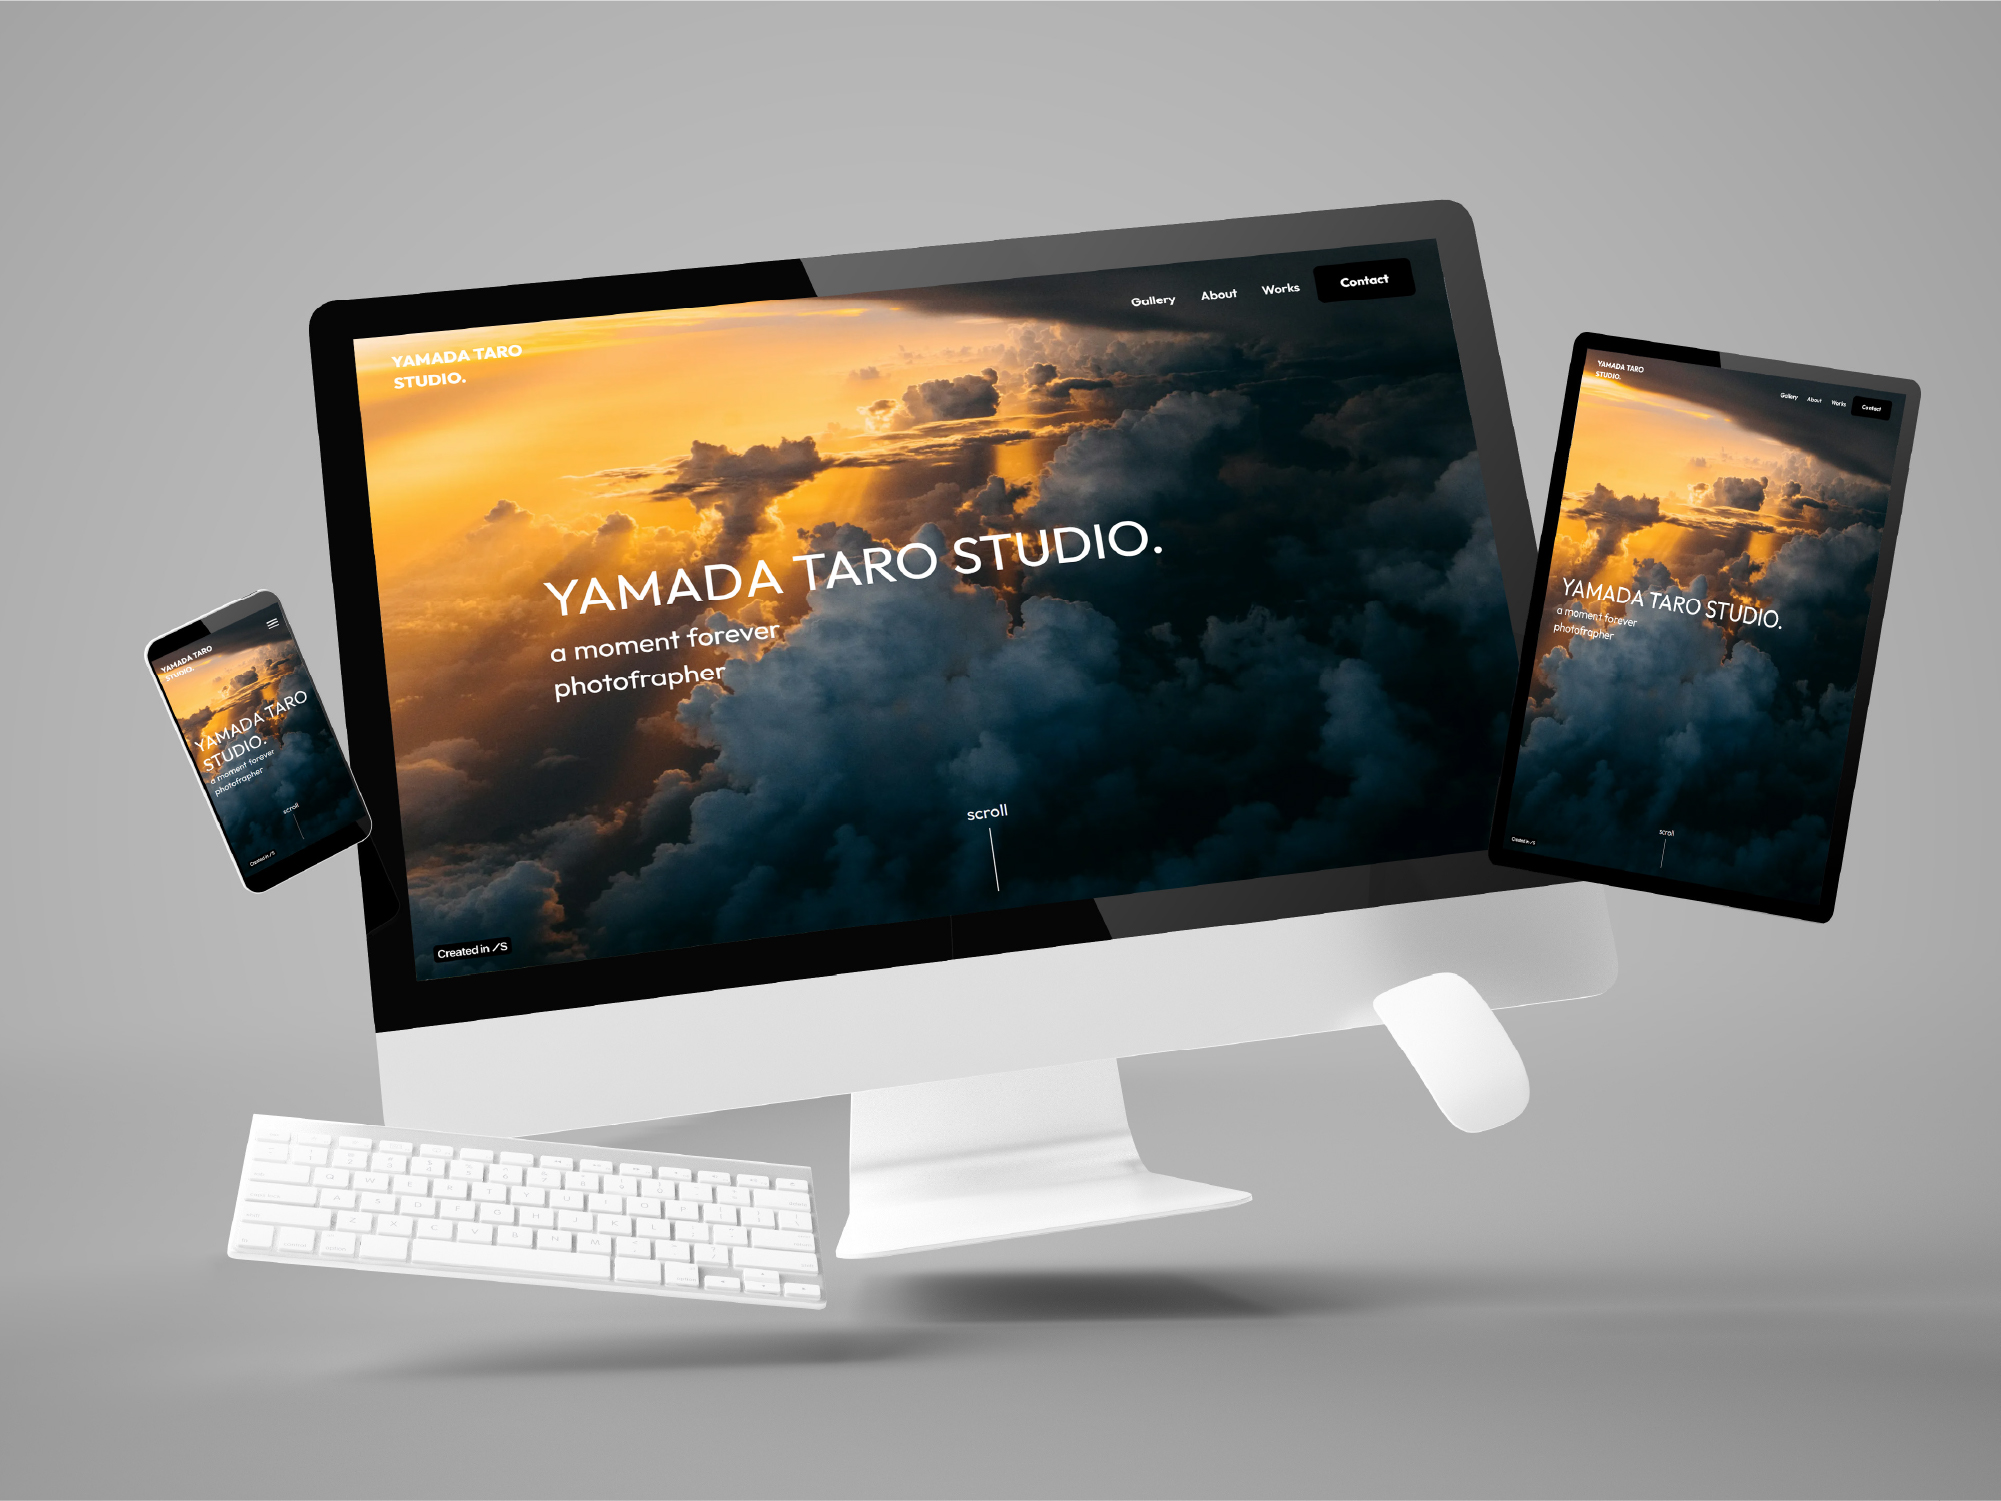 YAMADA TARO
STUDIO.
Gallery
About
Works
Contact
YAMADA TARO STUDIO.
a moment forever
photofrapher
scroll
Created in /S
YAMADA TARO
STUDIO.
YAMADA TARO
STUDIO.
a moment forever
photofrapher
scroll
Created in /S
YAMADA TARO
STUDIO.
Gallery
About
Works
Contact
YAMADA TARO STUDIO.
a moment forever
photofrapher
scroll
Created in /S
Q W E R T Y U I O P
A S D F G H J K L
Z X C V B N M